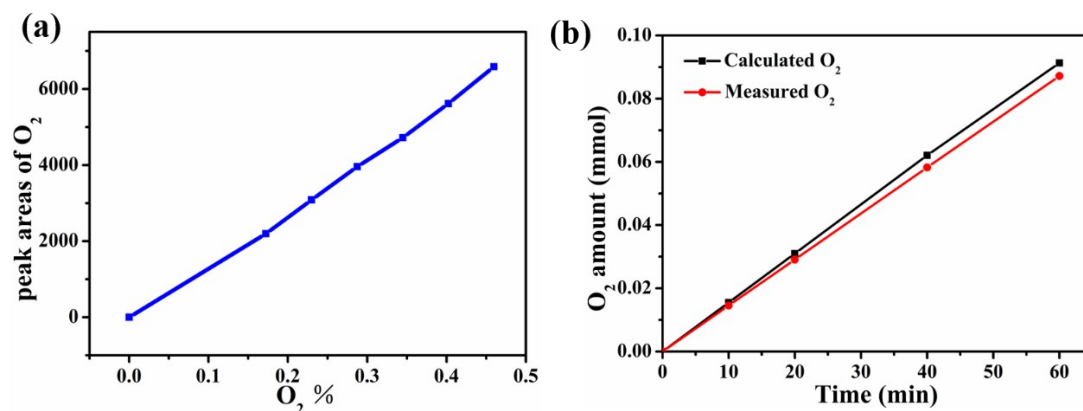 (a)
peak areas of O₂
6000
4000
2000
0
0.0 0.1 0.2 0.3 0.4 0.5
O₂ %
(b)
O₂ amount (mmol)
0.10
0.08
0.06
0.04
0.02
0.00
Calculated O₂
Measured O₂
0 10 20 30 40 50 60
Time (min)